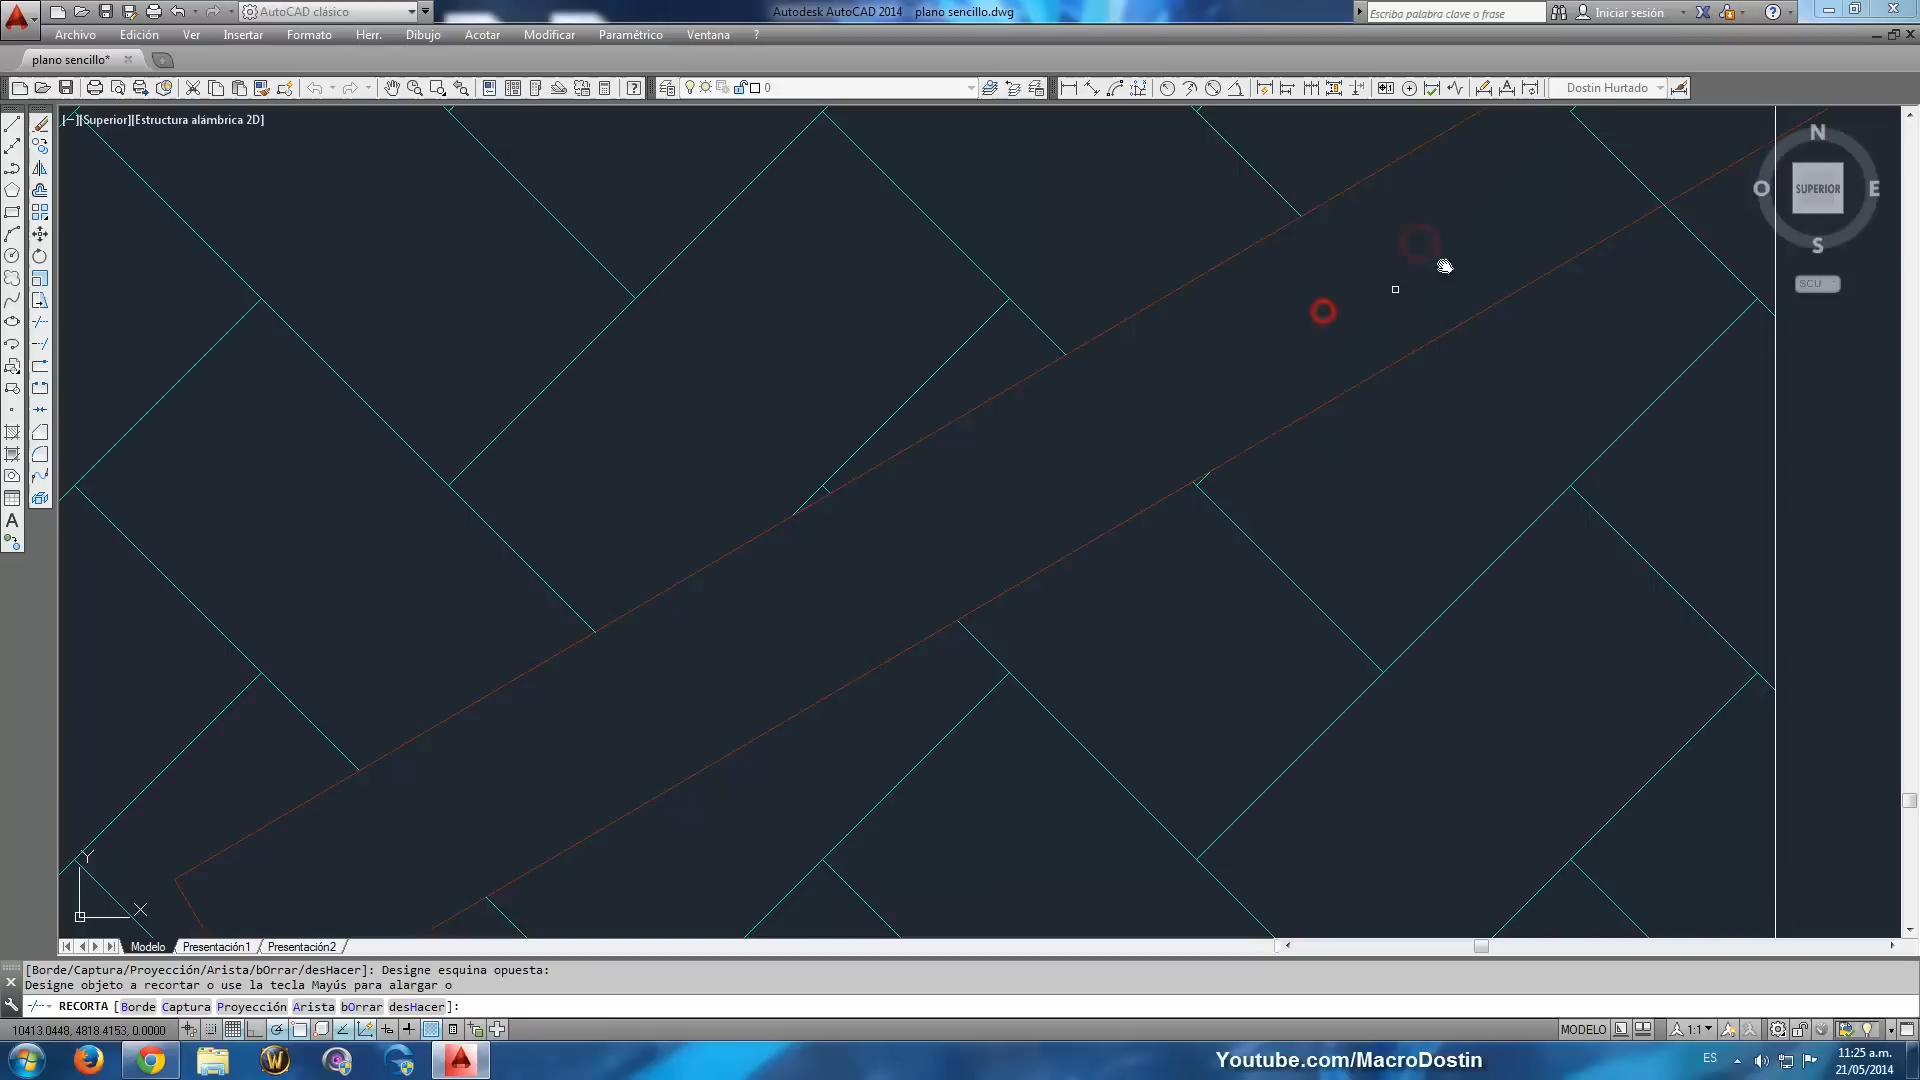 AutoCAD clásico
Autodesk AutoCAD 2014 plano sencillo.dwg
Escriba palabra clave o frase
Iniciar sesión
Archivo Edición Ver Insertar Formato Herr. Dibujo Acotar Modificar Paramétrico Ventana ?
plano sencillo*
0
Dostin Hurtado
[−][Superior][Estructura alámbrica 2D]
N
O SUPERIOR E
S
SCU
A
Y
X
Modelo Presentación1 Presentación2
[Borde/Captura/Proyección/Arista/bOrrar/desHacer]: Designe esquina opuesta:
Designe objeto a recortar o use la tecla Mayús para alargar o
RECORTA [Borde Captura Proyección Arista bOrrar desHacer]:
10413.0448, 4818.4153, 0.0000
MODELO
1:1
Youtube.com/MacroDostin
ES
11:25 a.m.
21/05/2014